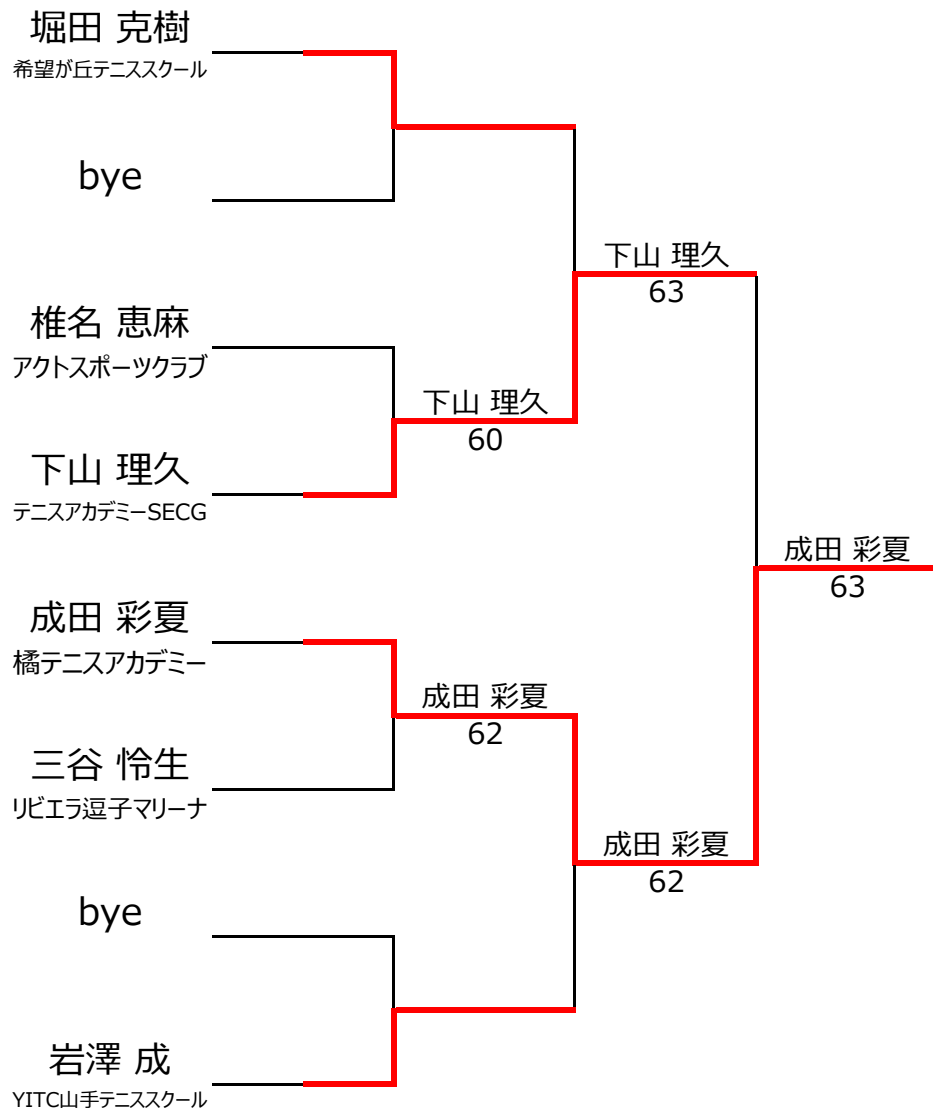 堀田 克樹
希望が丘テニススクール
bye
下山 理久
63
椎名 恵麻
アクトスポーツクラブ
下山 理久
60
下山 理久
テニスアカデミーSECG
成田 彩夏
63
成田 彩夏
橘テニスアカデミー
成田 彩夏
62
三谷 怜生
リビエラ逗子マリーナ
成田 彩夏
62
bye
岩澤 成
YITC山手テニススクール